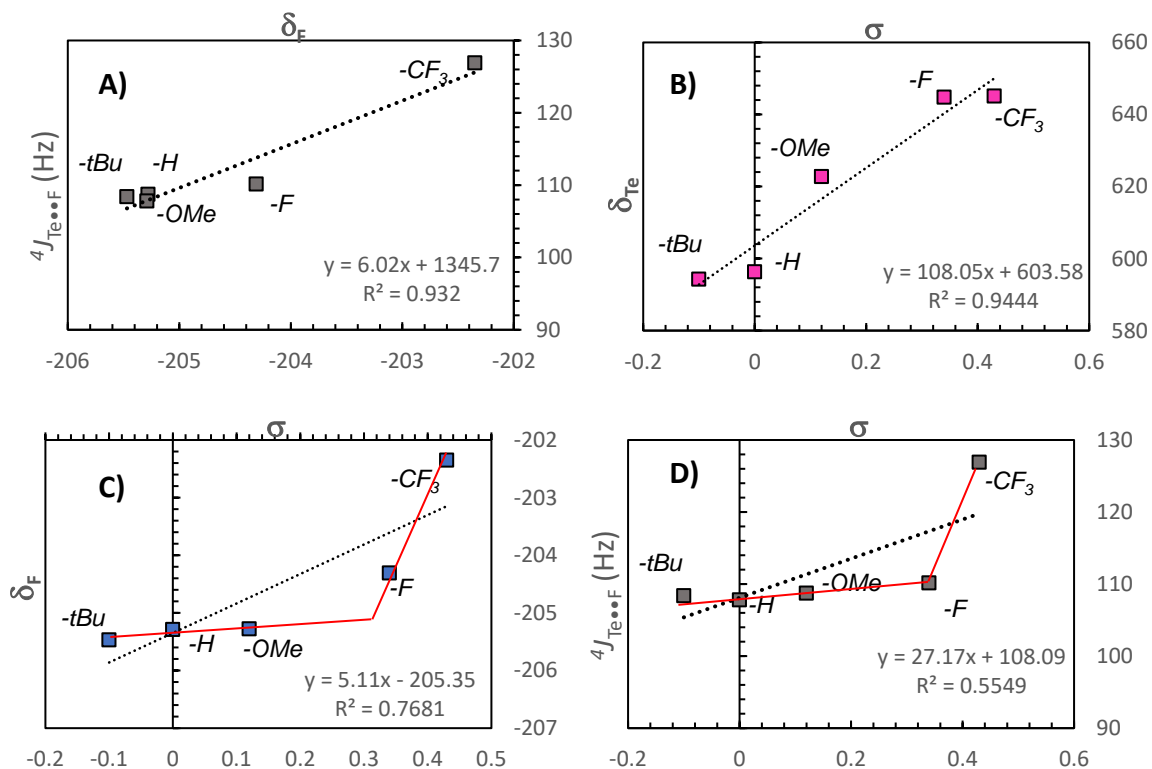 δF
A)
-CF3
130
120
110
100
90
-tBu
-H
-OMe
-F
4JTe••F (Hz)
y = 6.02x + 1345.7
R² = 0.932
-206
-205
-204
-203
-202
σ
B)
660
640
620
600
580
-F
-CF3
-OMe
-tBu
-H
δTe
y = 108.05x + 603.58
R² = 0.9444
-0.2
0
0.2
0.4
0.6
σ
-0.2
-0.1
0
0.1
0.2
0.3
0.4
0.5
C)
-202
-203
-204
-205
-206
-207
-CF3
-F
-tBu
-H
-OMe
δF
y = 5.11x - 205.35
R² = 0.7681
σ
D)
130
120
110
100
90
-CF3
-tBu
-OMe
-H
-F
4JTe••F (Hz)
y = 27.17x + 108.09
R² = 0.5549
-0.2
0
0.2
0.4
0.6